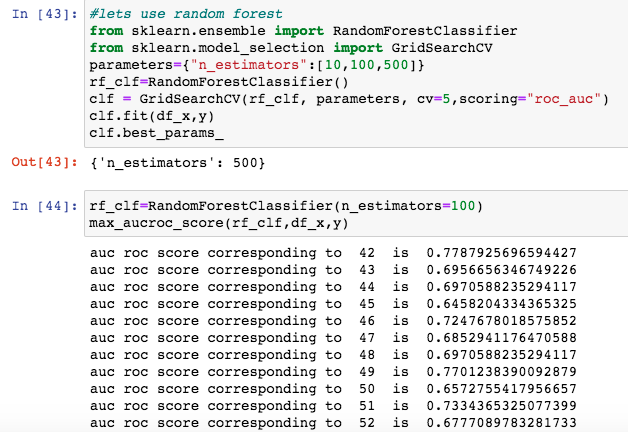 In [43]: #lets use random forest
from sklearn.ensemble import RandomForestClassifier
from sklearn.model_selection import GridSearchCV
parameters={"n_estimators":[10,100,500]}
rf_clf=RandomForestClassifier()
clf = GridSearchCV(rf_clf, parameters, cv=5,scoring="roc_auc")
clf.fit(df_x,y)
clf.best_params_
Out[43]: {'n_estimators': 500}
In [44]: rf_clf=RandomForestClassifier(n_estimators=100)
max_aucroc_score(rf_clf,df_x,y)
auc roc score corresponding to  42  is  0.7787925696594427
auc roc score corresponding to  43  is  0.6956656346749226
auc roc score corresponding to  44  is  0.6970588235294117
auc roc score corresponding to  45  is  0.6458204334365325
auc roc score corresponding to  46  is  0.7247678018575852
auc roc score corresponding to  47  is  0.6852941176470588
auc roc score corresponding to  48  is  0.6970588235294117
auc roc score corresponding to  49  is  0.7701238390092879
auc roc score corresponding to  50  is  0.6572755417956657
auc roc score corresponding to  51  is  0.7334365325077399
auc roc score corresponding to  52  is  0.6777089783281733